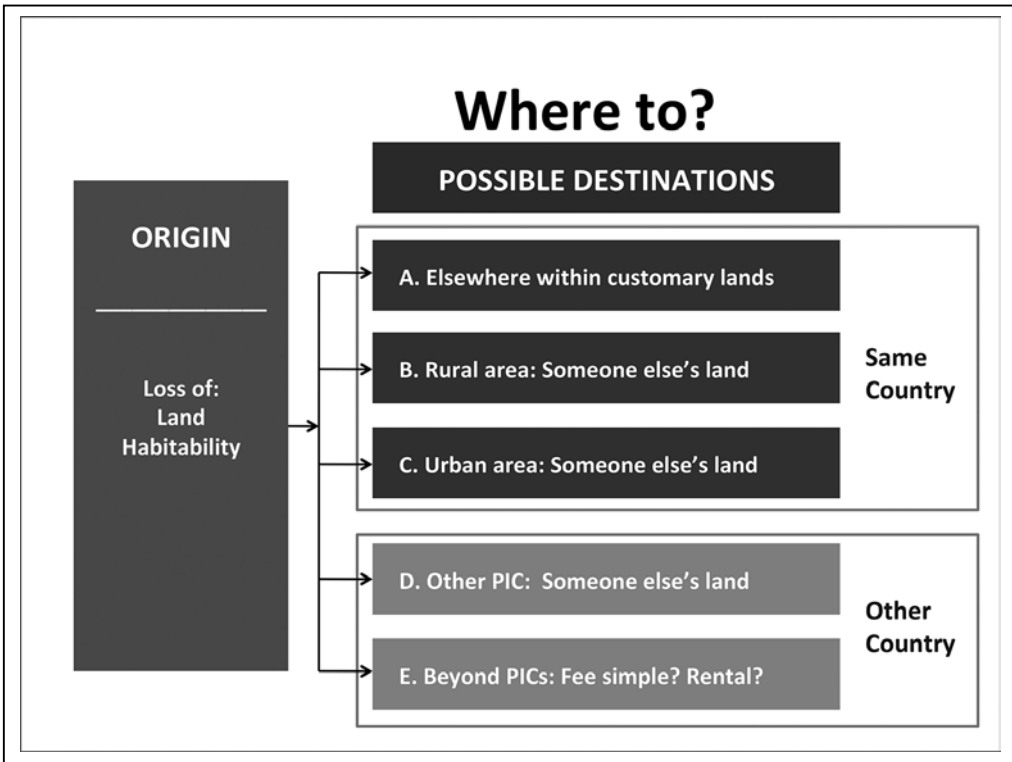 Where to?
POSSIBLE DESTINATIONS
ORIGIN
Loss of:
Land
Habitability
A. Elsewhere within customary lands
B. Rural area: Someone else’s land
C. Urban area: Someone else’s land
Same
Country
D. Other PIC:  Someone else’s land
E. Beyond PICs: Fee simple? Rental?
Other
Country